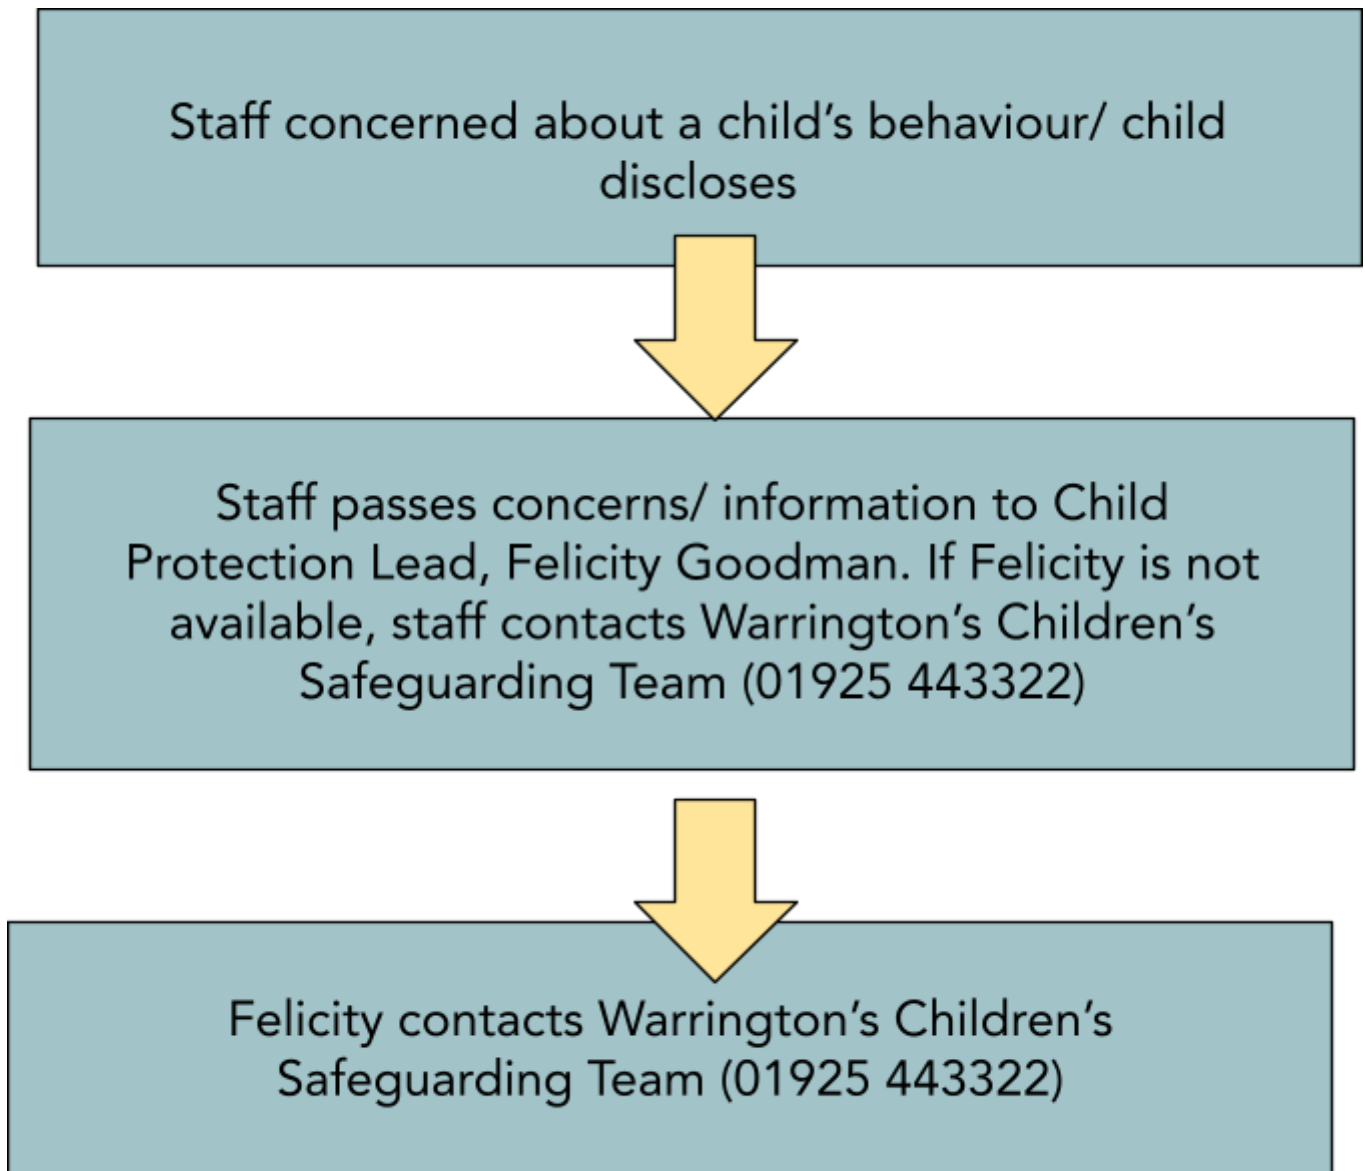 Staff concerned about a child’s behaviour/ child
discloses
Staff passes concerns/ information to Child
Protection Lead, Felicity Goodman. If Felicity is not
available, staff contacts Warrington’s Children’s
Safeguarding Team (01925 443322)
Felicity contacts Warrington’s Children’s
Safeguarding Team (01925 443322)